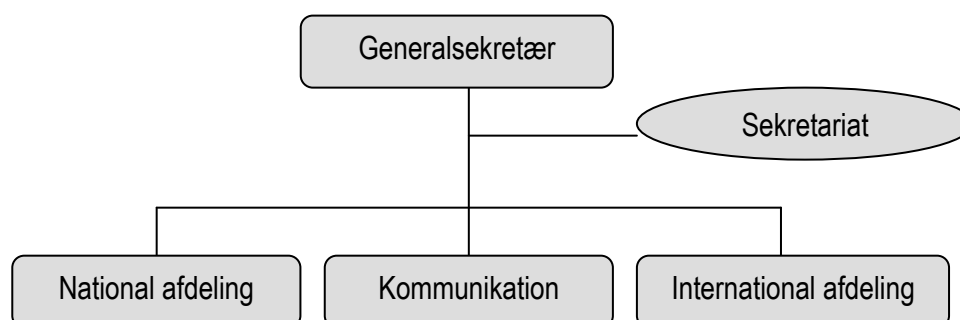 Generalsekretær
Sekretariat
National afdeling
Kommunikation
International afdeling